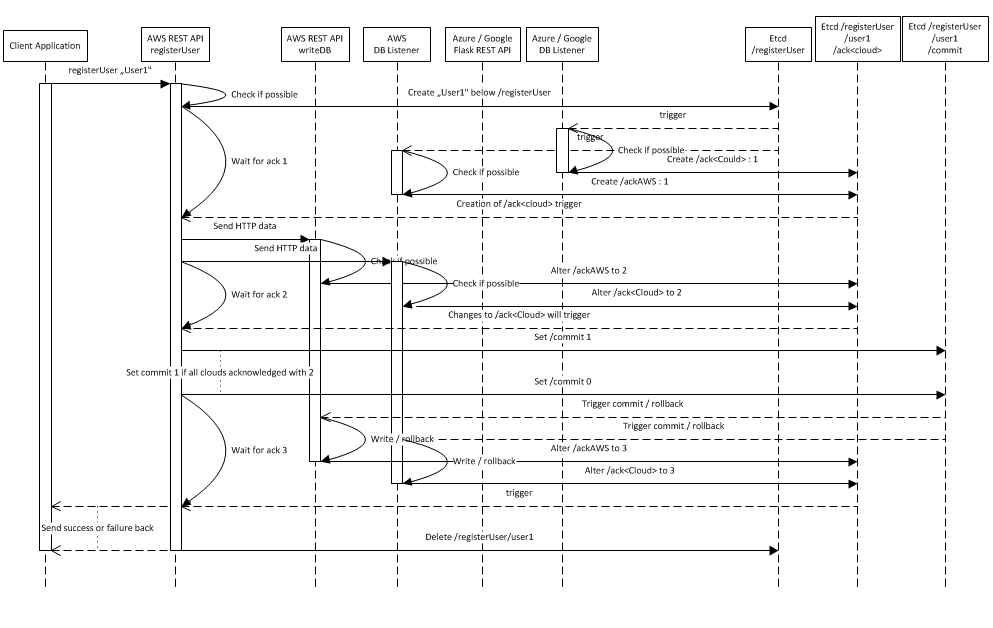 Client Application
AWS REST API
registerUser
AWS REST API
writeDB
AWS
DB Listener
Azure / Google
Flask REST API
Azure / Google
DB Listener
Etcd
/registerUser
Etcd /registerUser
/user1
/ack<cloud>
Etcd /registerUser
/user1
/commit
registerUser „User1"
Check if possible
Create „User1" below /registerUser
trigger
trigger
Check if possible
Create /ack<Could> : 1
Wait for ack 1
Check if possible
Create /ackAWS : 1
Creation of /ack<cloud> trigger
Send HTTP data
Send HTTP data
Check if possible
Alter /ackAWS to 2
Check if possible
Wait for ack 2
Alter /ack<Cloud> to 2
Changes to /ack<Cloud> will trigger
Set /commit 1
Set commit 1 if all clouds acknowledged with 2
Set /commit 0
Trigger commit / rollback
Trigger commit / rollback
Write / rollback
Alter /ackAWS to 3
Wait for ack 3
Write / rollback
Alter /ack<Cloud> to 3
trigger
Send success or failure back
Delete /registerUser/user1